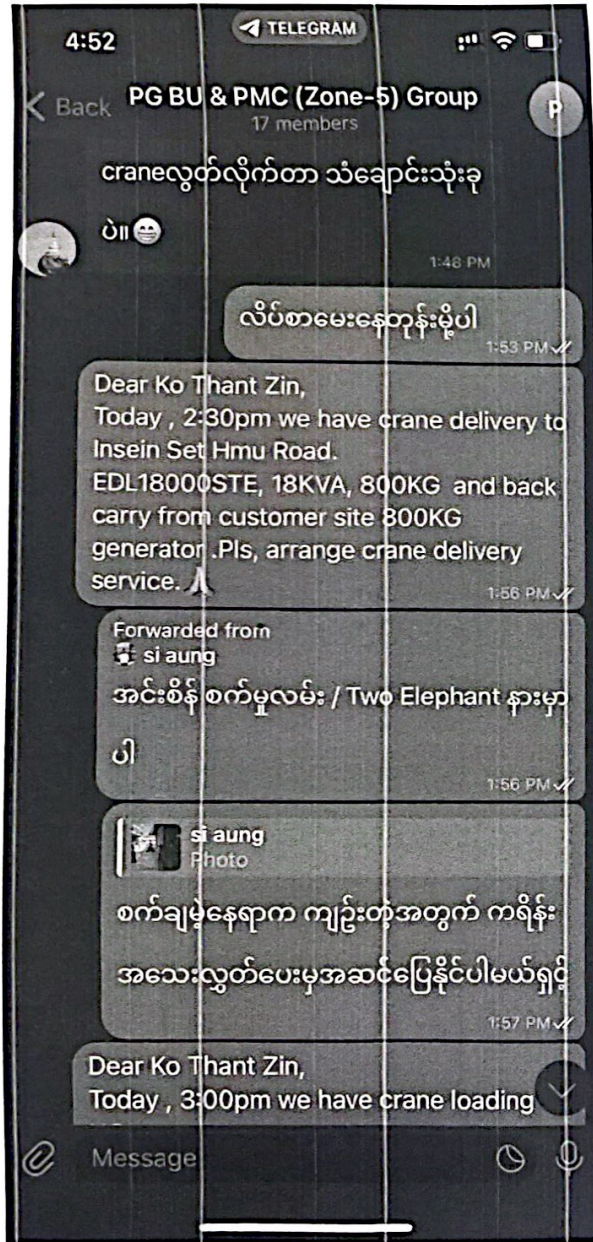 4:52
TELEGRAM
Back
PG BU & PMC (Zone-5) Group
17 members
P
craneလွတ်လိုက်တာ သံချောင်းသုံးခု
ပဲ။😁
1:48 PM
လိပ်စာမေးနေတုန်းမို့ပါ
1:53 PM
Dear Ko Thant Zin,
Today , 2:30pm we have crane delivery to
Insein Set Hmu Road.
EDL18000STE, 18KVA, 800KG and back
carry from customer site 800KG
generator .Pls, arrange crane delivery
service.🙏
1:56 PM
Forwarded from
si aung
အင်းစိန် စက်မှုလမ်း / Two Elephant နားမှာ
ပါ
1:56 PM
si aung
Photo
စက်ချမဲ့နေရာက ကျဉ်းတဲ့အတွက် ကရိန်း
အသေးလွှတ်ပေးမှအဆင်ပြေနိုင်ပါမယ်ရှင့်
1:57 PM
Dear Ko Thant Zin,
Today , 3:00pm we have crane loading
Message